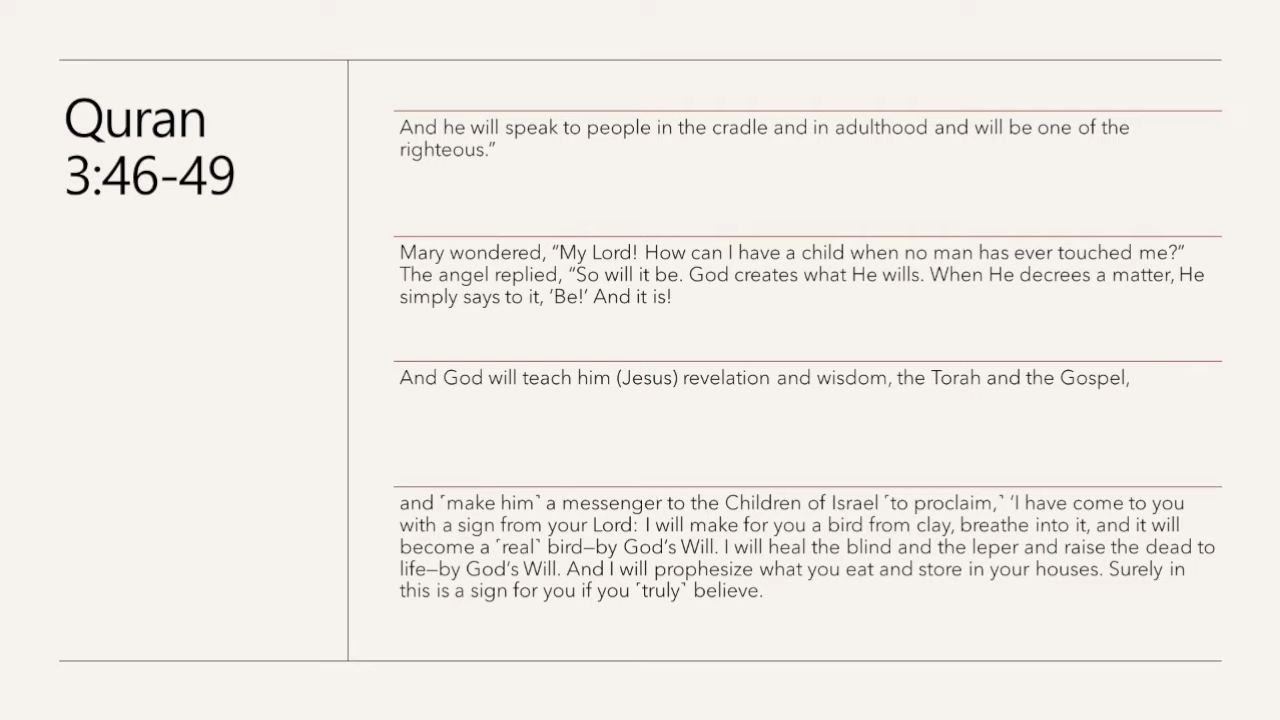 Quran
3:46-49
And he will speak to people in the cradle and in adulthood and will be one of the
righteous.”
Mary wondered, “My Lord! How can I have a child when no man has ever touched me?”
The angel replied, “So will it be. God creates what He wills. When He decrees a matter, He
simply says to it, ‘Be!’ And it is!
And God will teach him (Jesus) revelation and wisdom, the Torah and the Gospel,
and ˹make him˺ a messenger to the Children of Israel ˹to proclaim,˺ ‘I have come to you
with a sign from your Lord: I will make for you a bird from clay, breathe into it, and it will
become a ˹real˺ bird—by God’s Will. I will heal the blind and the leper and raise the dead to
life—by God’s Will. And I will prophesize what you eat and store in your houses. Surely in
this is a sign for you if you ˹truly˺ believe.